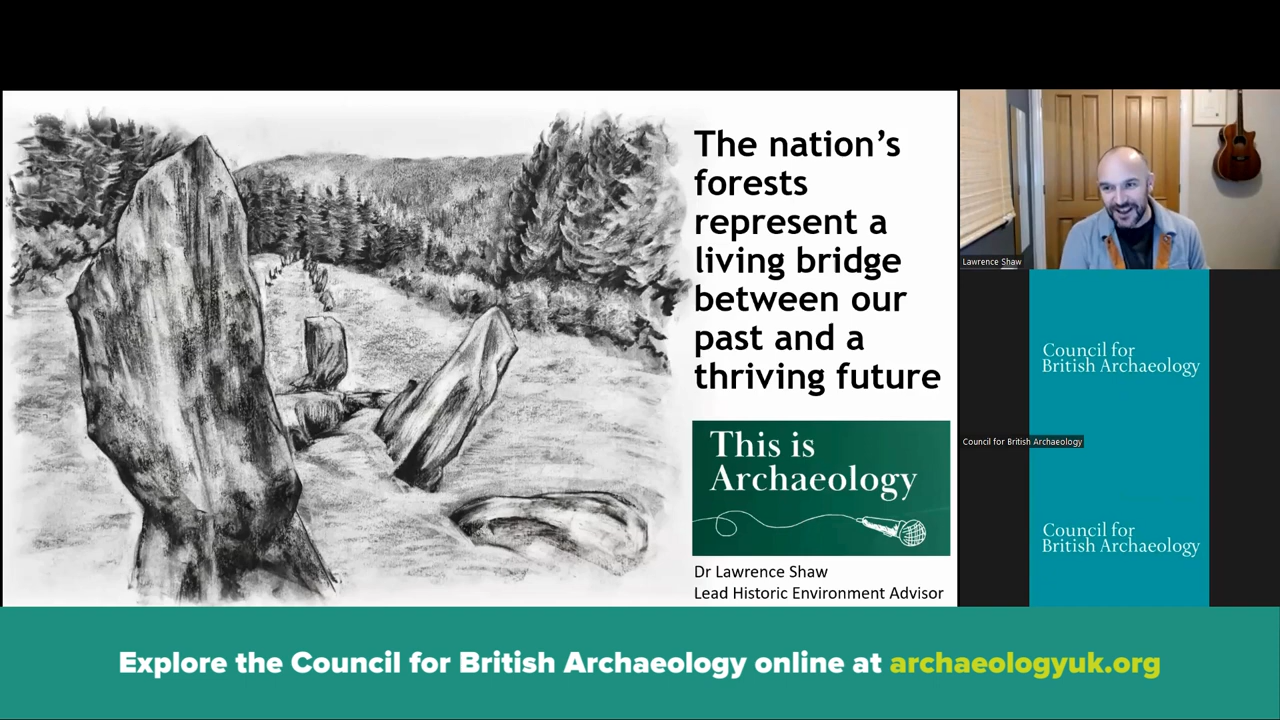 The nation's
forests
represent a
living bridge
between our
past and a
thriving future
This is
Archaeology
Dr Lawrence Shaw
Lead Historic Environment Advisor
Lawrence Shaw
Council for
British Archaeology
Council for British Archaeology
Council for
British Archaeology
Explore the Council for British Archaeology online at archaeologyuk.org